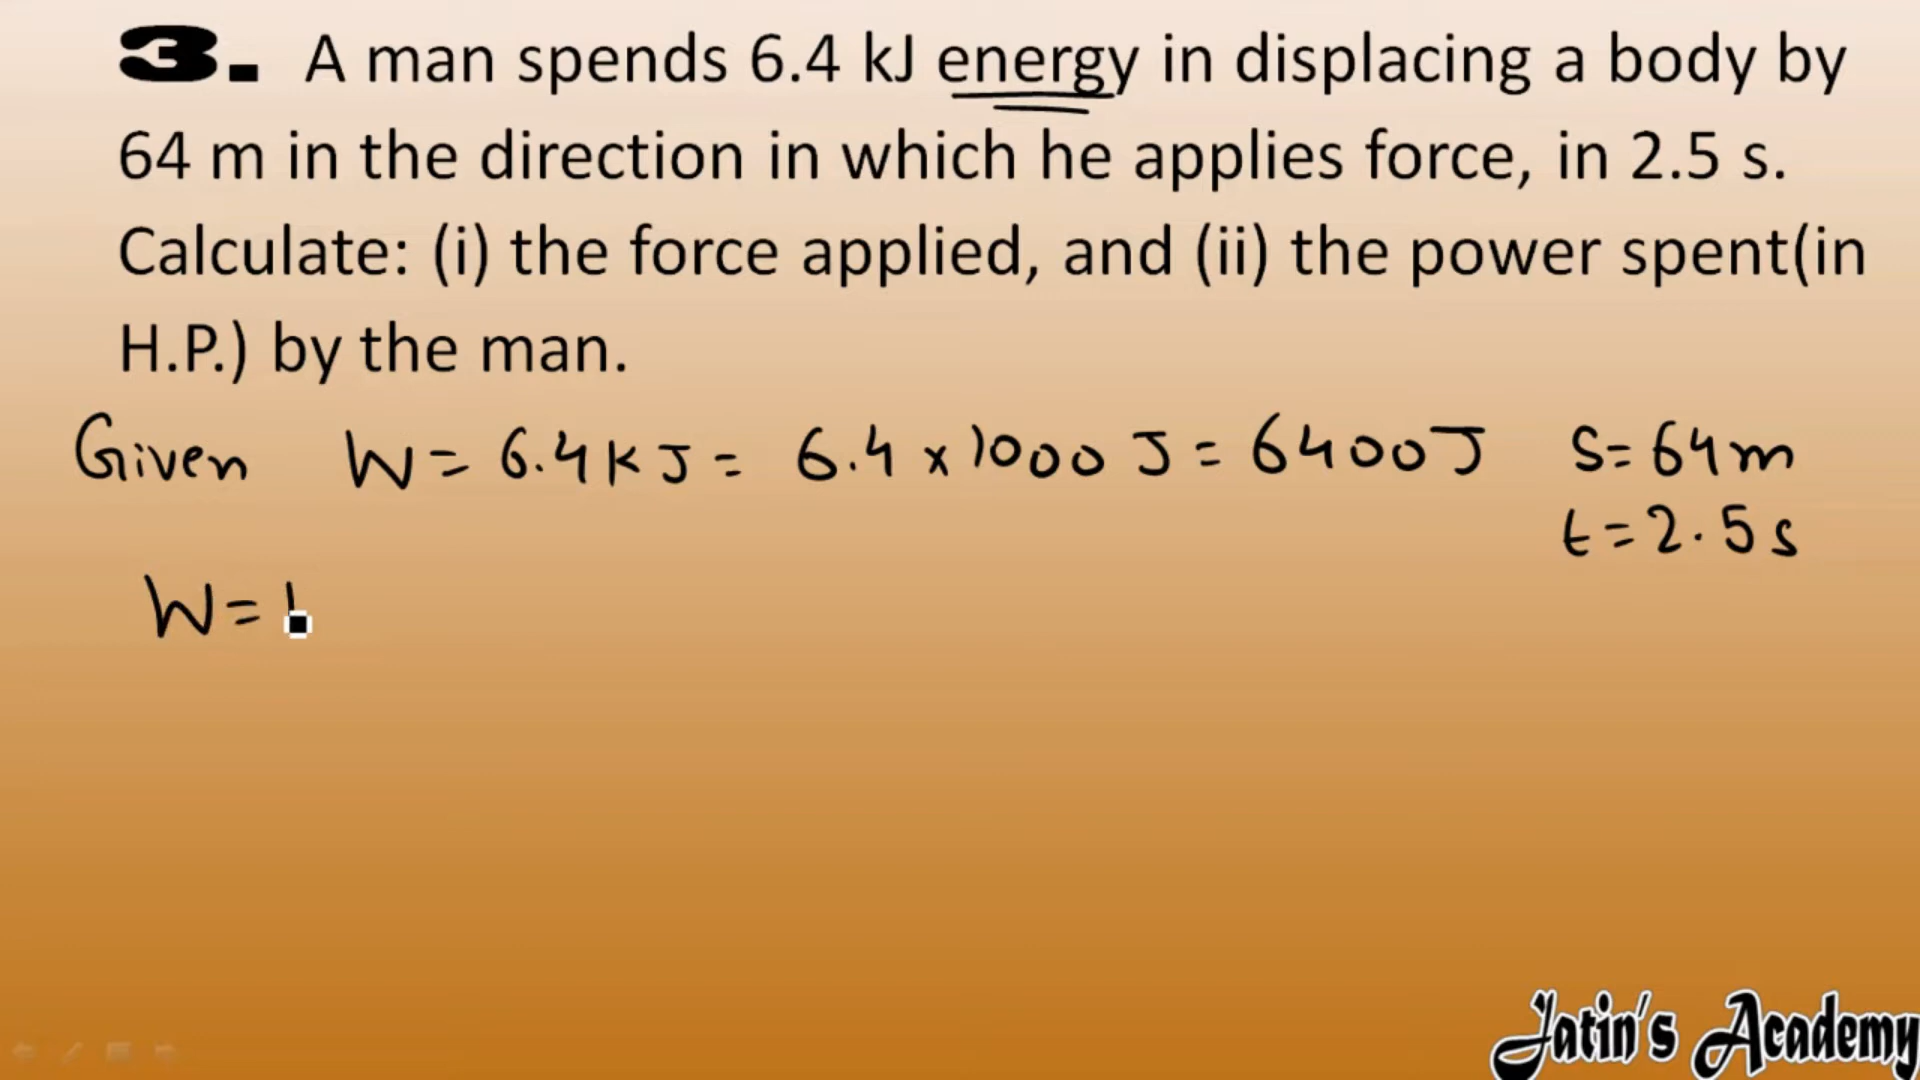 3. A man spends 6.4 kJ energy in displacing a body by
64 m in the direction in which he applies force, in 2.5 s.
Calculate: (i) the force applied, and (ii) the power spent(in
H.P.) by the man.
Given W = 6.4 KJ = 6.4 x 1000 J = 6400J S = 64m
t = 2.5 s
W =
Jatin's Academy